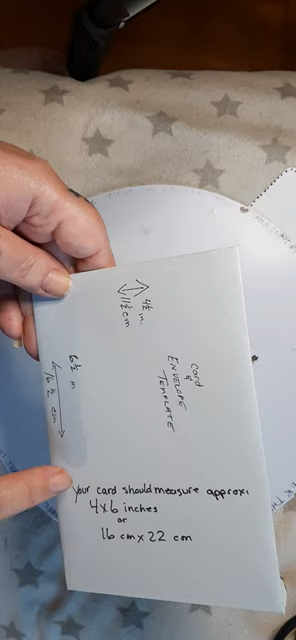 4½ in.
11½ cm
6½ in
16½ cm
Card
&
ENVELOPE
TEMPLATE
Your card should measure approx:
4x6 inches
or
16 cm x 22 cm